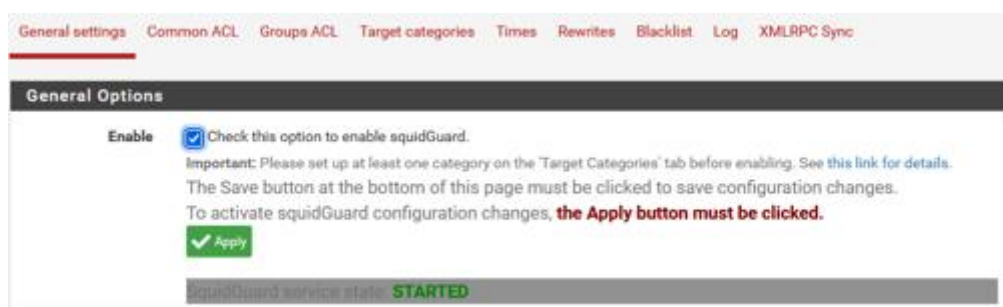 General settings Common ACL Groups ACL Target categories Times Rewrites Blacklist Log XMLRPC Sync
General Options
Enable Check this option to enable squidGuard.
Important: Please set up at least one category on the 'Target Categories' tab before enabling. See this link for details.
The Save button at the bottom of this page must be clicked to save configuration changes.
To activate squidGuard configuration changes, the Apply button must be clicked.
Apply
SquidGuard service state: STARTED